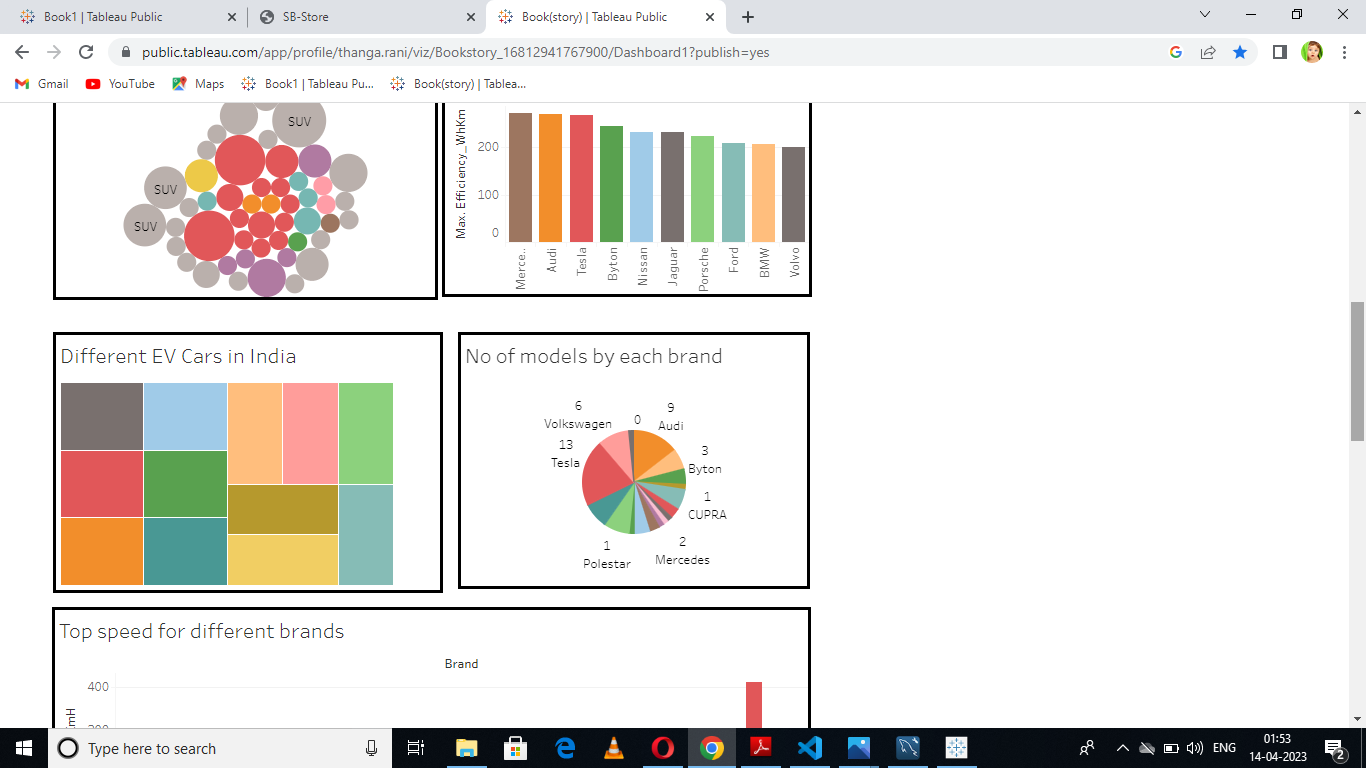 Book1 | Tableau Public
SB-Store
Book(story) | Tableau Public
public.tableau.com/app/profile/thanga.rani/viz/Bookstory_16812941767900/Dashboard1?publish=yes
Gmail
YouTube
Maps
Book1 | Tableau Pu...
Book(story) | Tablea...
SUV
SUV
SUV
Max. Efficiency_WhKm
200
100
0
Merce..
Audi
Tesla
Byton
Nissan
Jaguar
Porsche
Ford
BMW
Volvo
Different EV Cars in India
No of models by each brand
6
Volkswagen
0
9
Audi
13
Tesla
3
Byton
1
CUPRA
1
Polestar
2
Mercedes
Top speed for different brands
Brand
400
Type here to search
ENG
01:53
14-04-2023
2